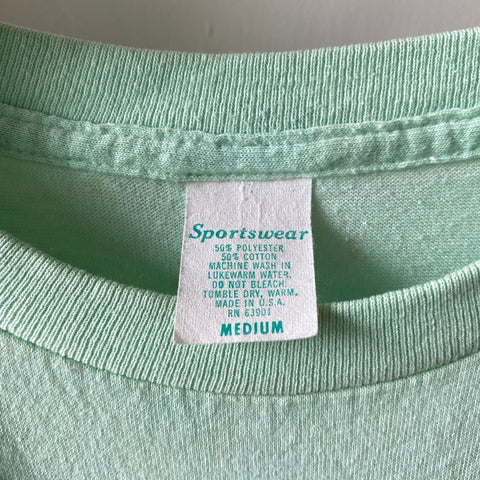 Sportswear
50% POLYESTER
50% COTTON
MACHINE WASH IN
LUKEWARM WATER.
DO NOT BLEACH.
TUMBLE DRY, WARM.
MADE IN U.S.A.
RN 63901
MEDIUM